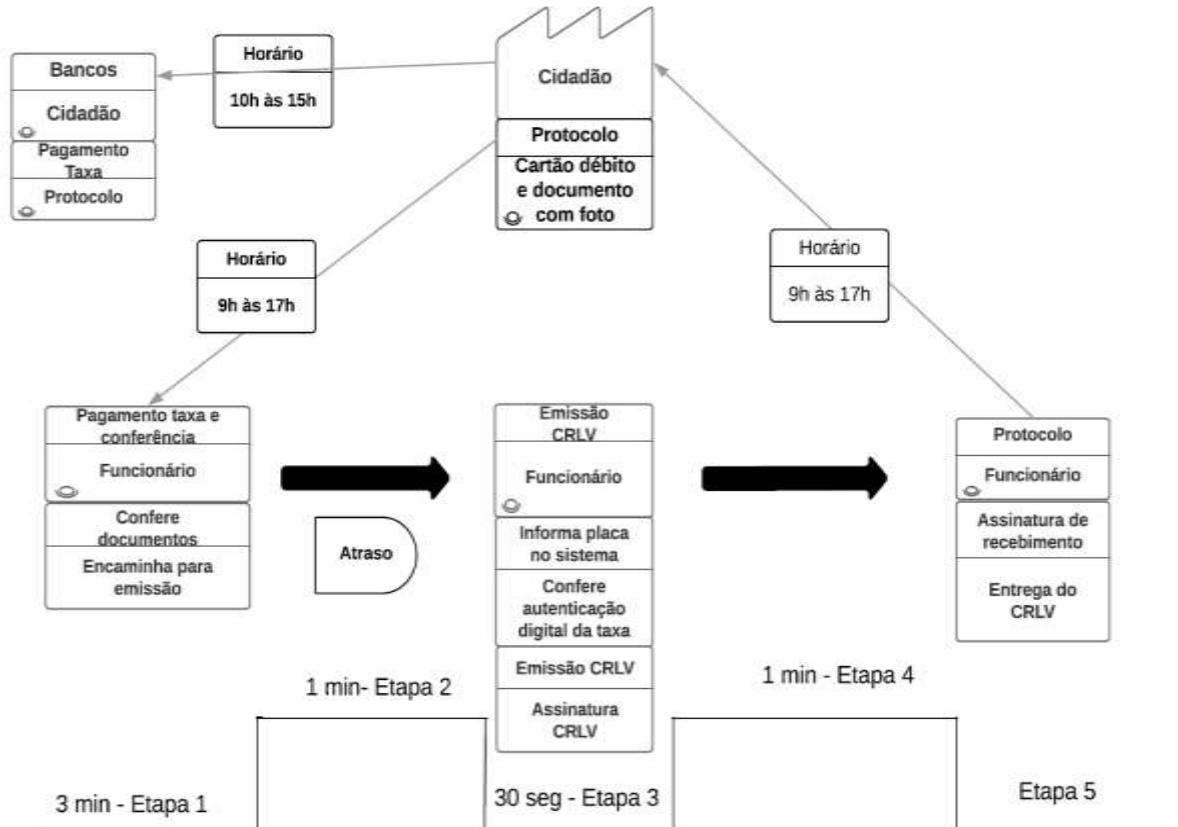 Bancos
Cidadão
Pagamento
Taxa
Protocolo
Horário
10h às 15h
Cidadão
Protocolo
Cartão débito
e documento
com foto
Horário
9h às 17h
Horário
9h às 17h
Pagamento taxa e
conferência
Funcionário
Confere
documentos
Encaminha para
emissão
Atraso
Emissão
CRLV
Funcionário
Informa placa
no sistema
Confere
autenticação
digital da taxa
Emissão CRLV
Assinatura
CRLV
Protocolo
Funcionário
Assinatura de
recebimento
Entrega do
CRLV
3 min - Etapa 1
1 min- Etapa 2
30 seg - Etapa 3
1 min - Etapa 4
Etapa 5